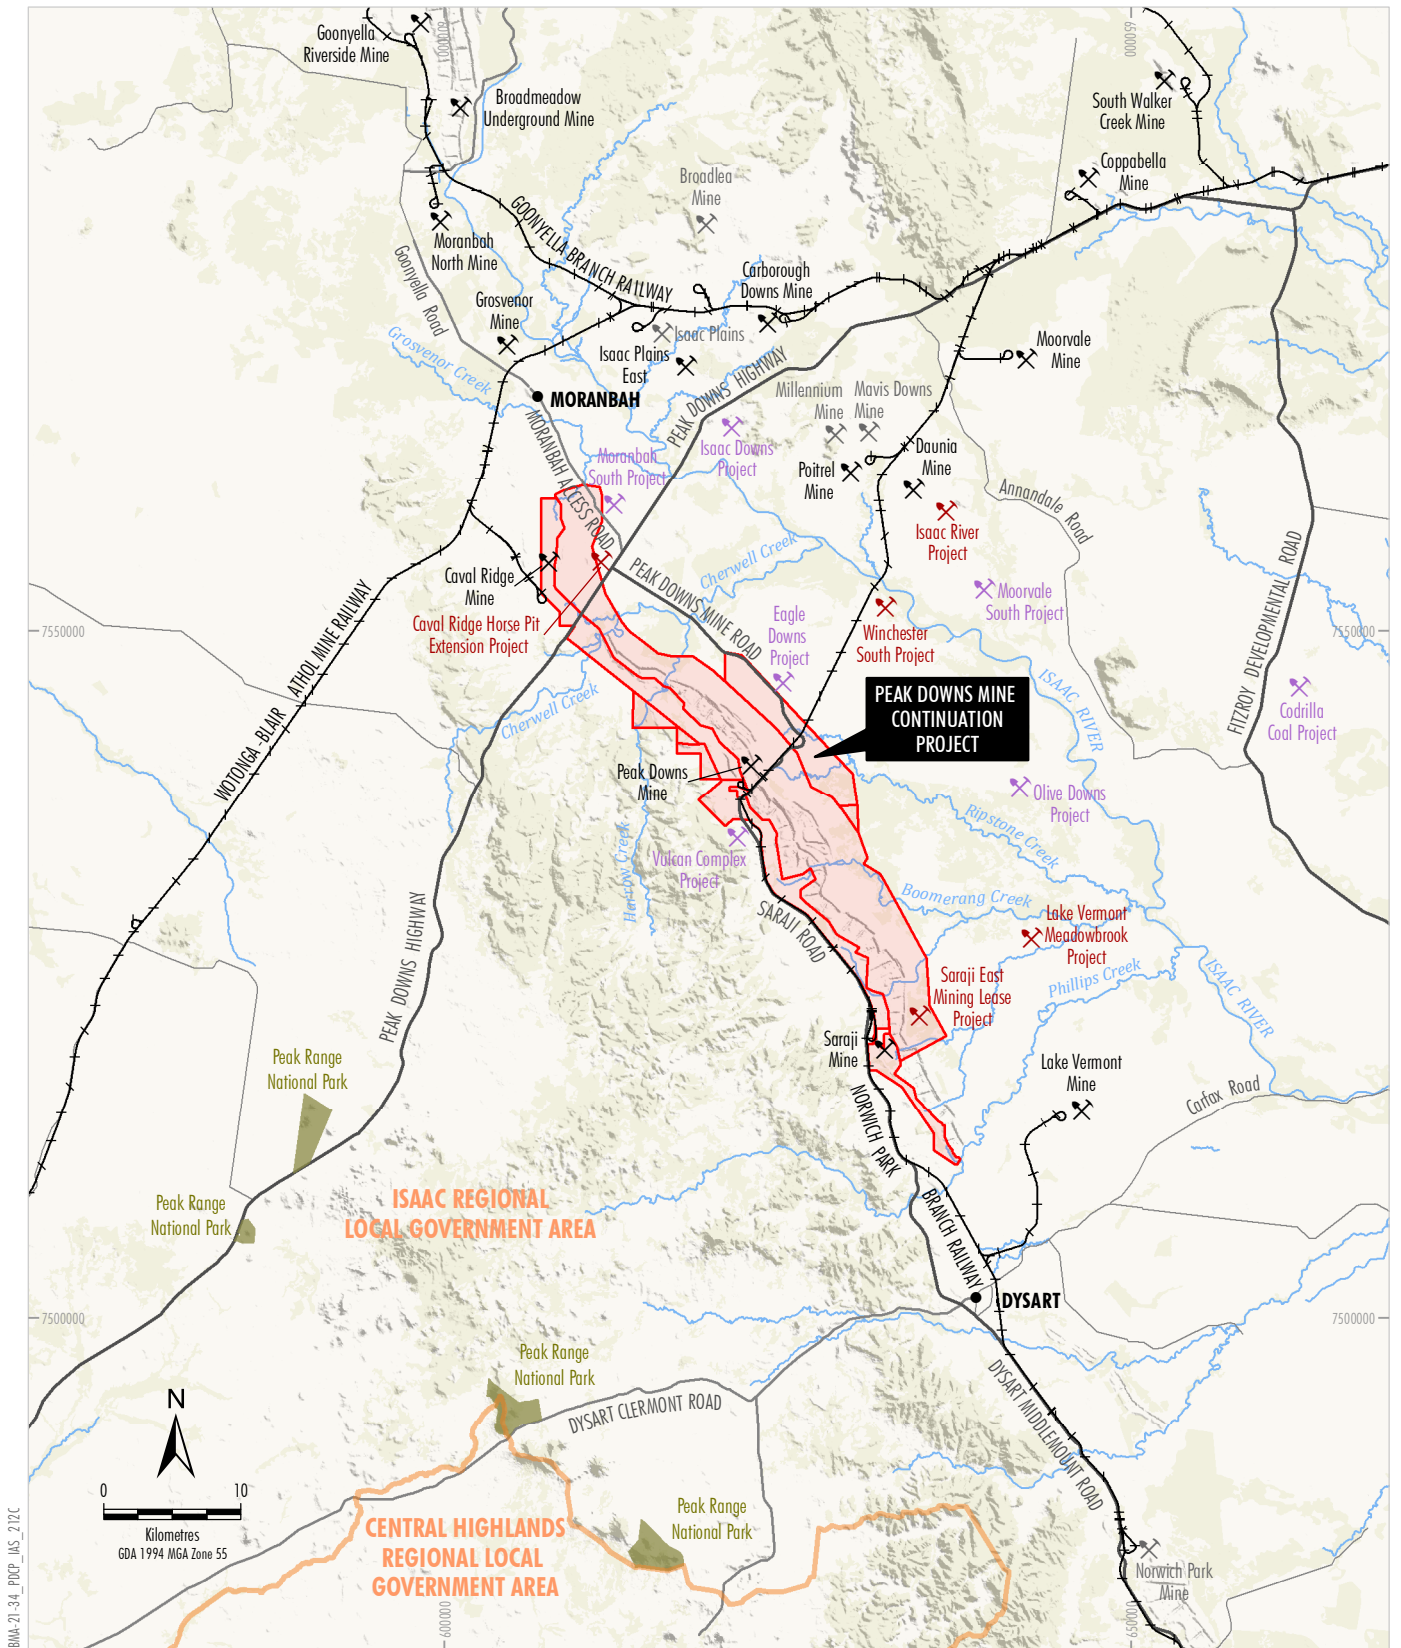 Goonyella
Riverside Mine
600000
650000
Broadmeadow
Underground Mine
South Walker
Creek Mine
Coppabella
Mine
Broadlea
Mine
GOONYELLA BRANCH RAILWAY
Moranbah
North Mine
Goonyella Road
Carborough
Downs Mine
Grosvenor
Mine
Isaac Plains
Isaac Plains
East
Moorvale
Mine
Grosvenor Creek
PEAK DOWNS HIGHWAY
MORANBAH
Millennium
Mine
Mavis Downs
Mine
MORANBAH ACCESS ROAD
Moranbah
South Project
Isaac Downs
Project
Poitrel
Mine
Daunia
Mine
Annandale Road
Isaac River
Project
Caval Ridge
Mine
Cherwell Creek
PEAK DOWNS MINE ROAD
Moorvale
South Project
FITZROY DEVELOPMENTAL ROAD
Caval Ridge Horse Pit
Extension Project
Eagle
Downs
Project
Winchester
South Project
7550000
7550000
WOTONGA - BLAIR ATHOL MINE RAILWAY
ISAAC RIVER
Codrilla
Coal Project
PEAK DOWNS MINE
CONTINUATION
PROJECT
Cherwell Creek
Peak Downs
Mine
Olive Downs
Project
Ripstone Creek
Harrow Creek
Vulcan Complex
Project
Boomerang Creek
SARAJI ROAD
Lake Vermont
Meadowbrook
Project
PEAK DOWNS HIGHWAY
Saraji East
Mining Lease
Project
Phillips Creek
ISAAC RIVER
Saraji
Mine
Peak Range
National Park
Lake Vermont
Mine
Carfax Road
NORWICH PARK BRANCH RAILWAY
Peak Range
National Park
ISAAC REGIONAL
LOCAL GOVERNMENT AREA
DYSART
7500000
7500000
Peak Range
National Park
DYSART CLERMONT ROAD
DYSART MIDDLEMOUNT ROAD
N
0 10
Kilometres
GDA 1994 MGA Zone 55
Peak Range
National Park
CENTRAL HIGHLANDS
REGIONAL LOCAL
GOVERNMENT AREA
Norwich Park
Mine
600000
650000
BMA-21-34_PDCP_IAS_212C